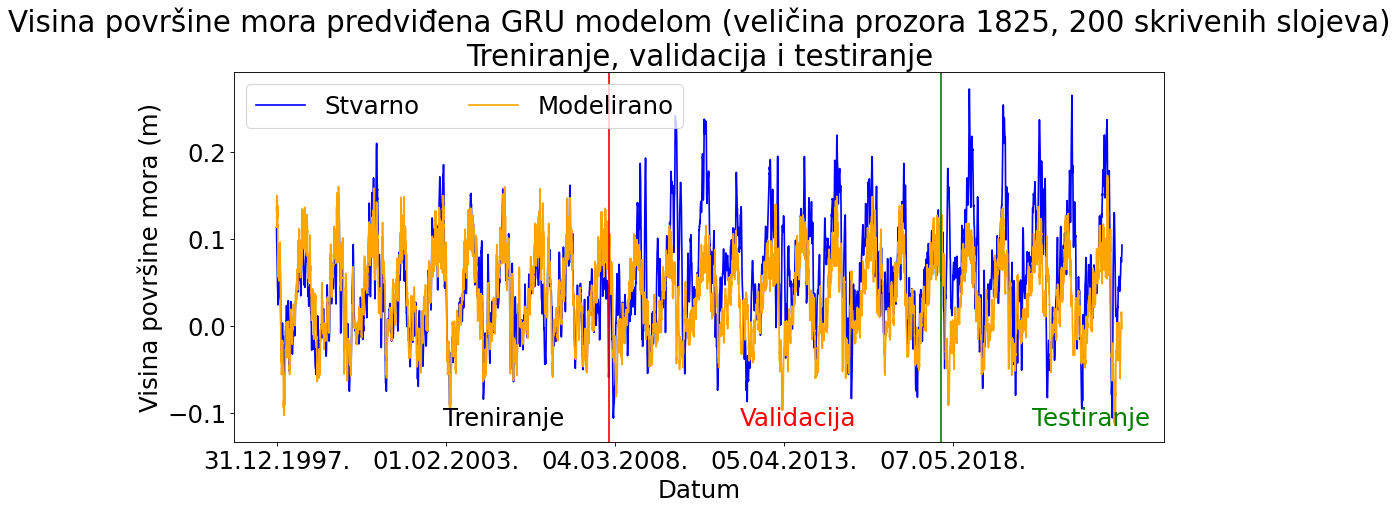 Visina površine mora predviđena GRU modelom (veličina prozora 1825, 200 skrivenih slojeva)
Treniranje, validacija i testiranje
Stvarno Modelirano
Visina površine mora (m)
0.2
0.1
0.0
−0.1
Treniranje Validacija Testiranje
31.12.1997. 01.02.2003. 04.03.2008. 05.04.2013. 07.05.2018.
Datum